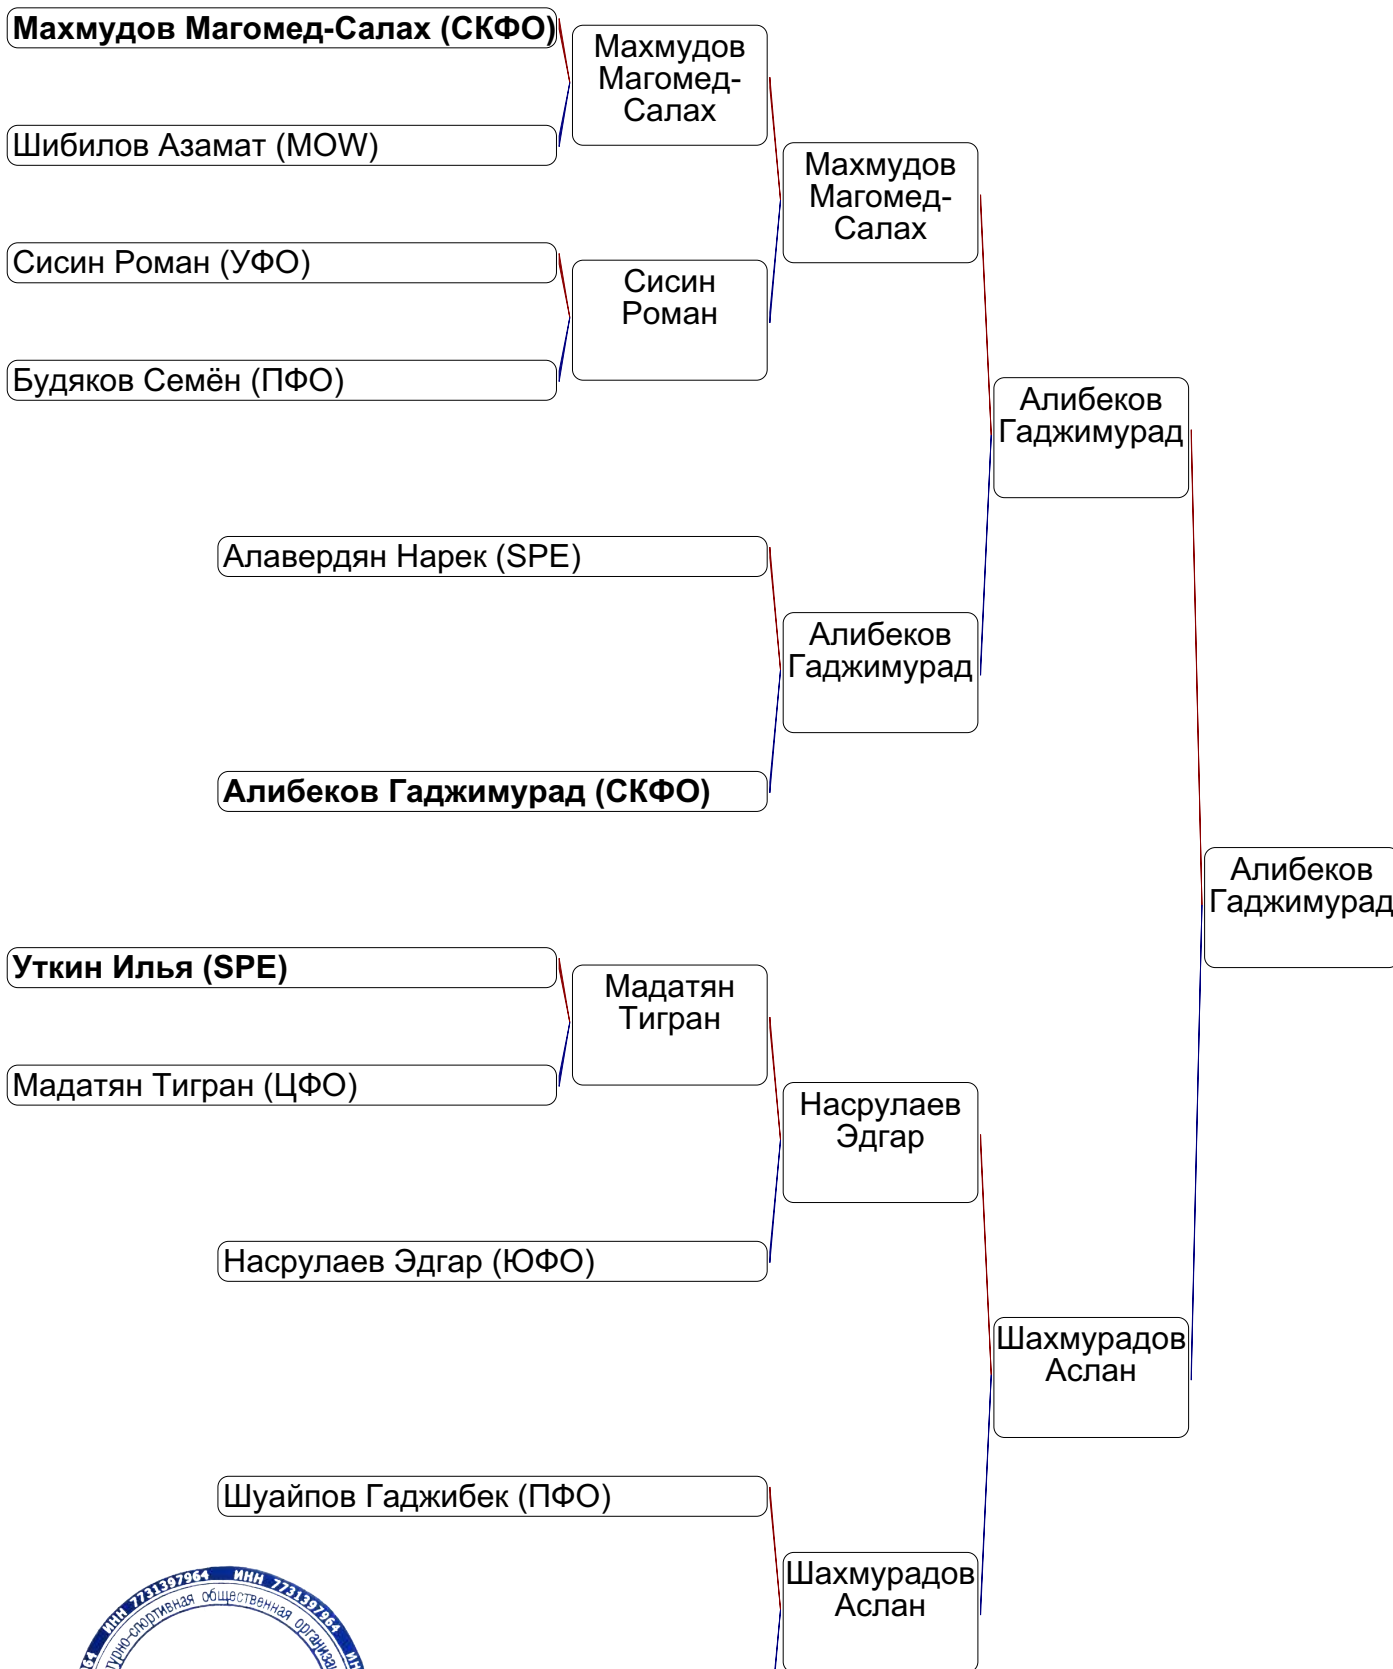 Махмудов Магомед-Салах (СКФО)
Махмудов
Магомед-
Салах
Шибилов Азамат (MOW)
Махмудов
Магомед-
Салах
Сисин Роман (УФО)
Сисин
Роман
Будяков Семён (ПФО)
Алибеков
Гаджимурад
Алавердян Нарек (SPE)
Алибеков
Гаджимурад
Алибеков Гаджимурад (СКФО)
Алибеков
Гаджимурад
Уткин Илья (SPE)
Мадатян
Тигран
Мадатян Тигран (ЦФО)
Насрулаев
Эдгар
Насрулаев Эдгар (ЮФО)
Шахмурадов
Аслан
Шуайпов Гаджибек (ПФО)
Шахмурадов
Аслан
ИНН 7731397964 ИНН 7731397964
спортивная общественная